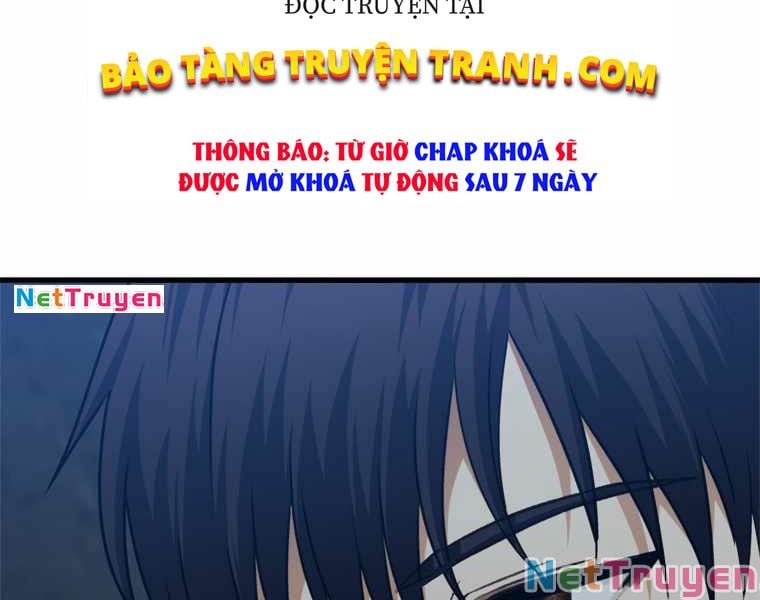 ĐỌC TRUYỆN TẠI
BẢO TÀNG TRUYỆN TRANH.COM
THÔNG BÁO: TỪ GIỜ CHAP KHOÁ SẼ
ĐƯỢC MỞ KHOÁ TỰ ĐỘNG SAU 7 NGÀY
NetTruyen
NetTruyen